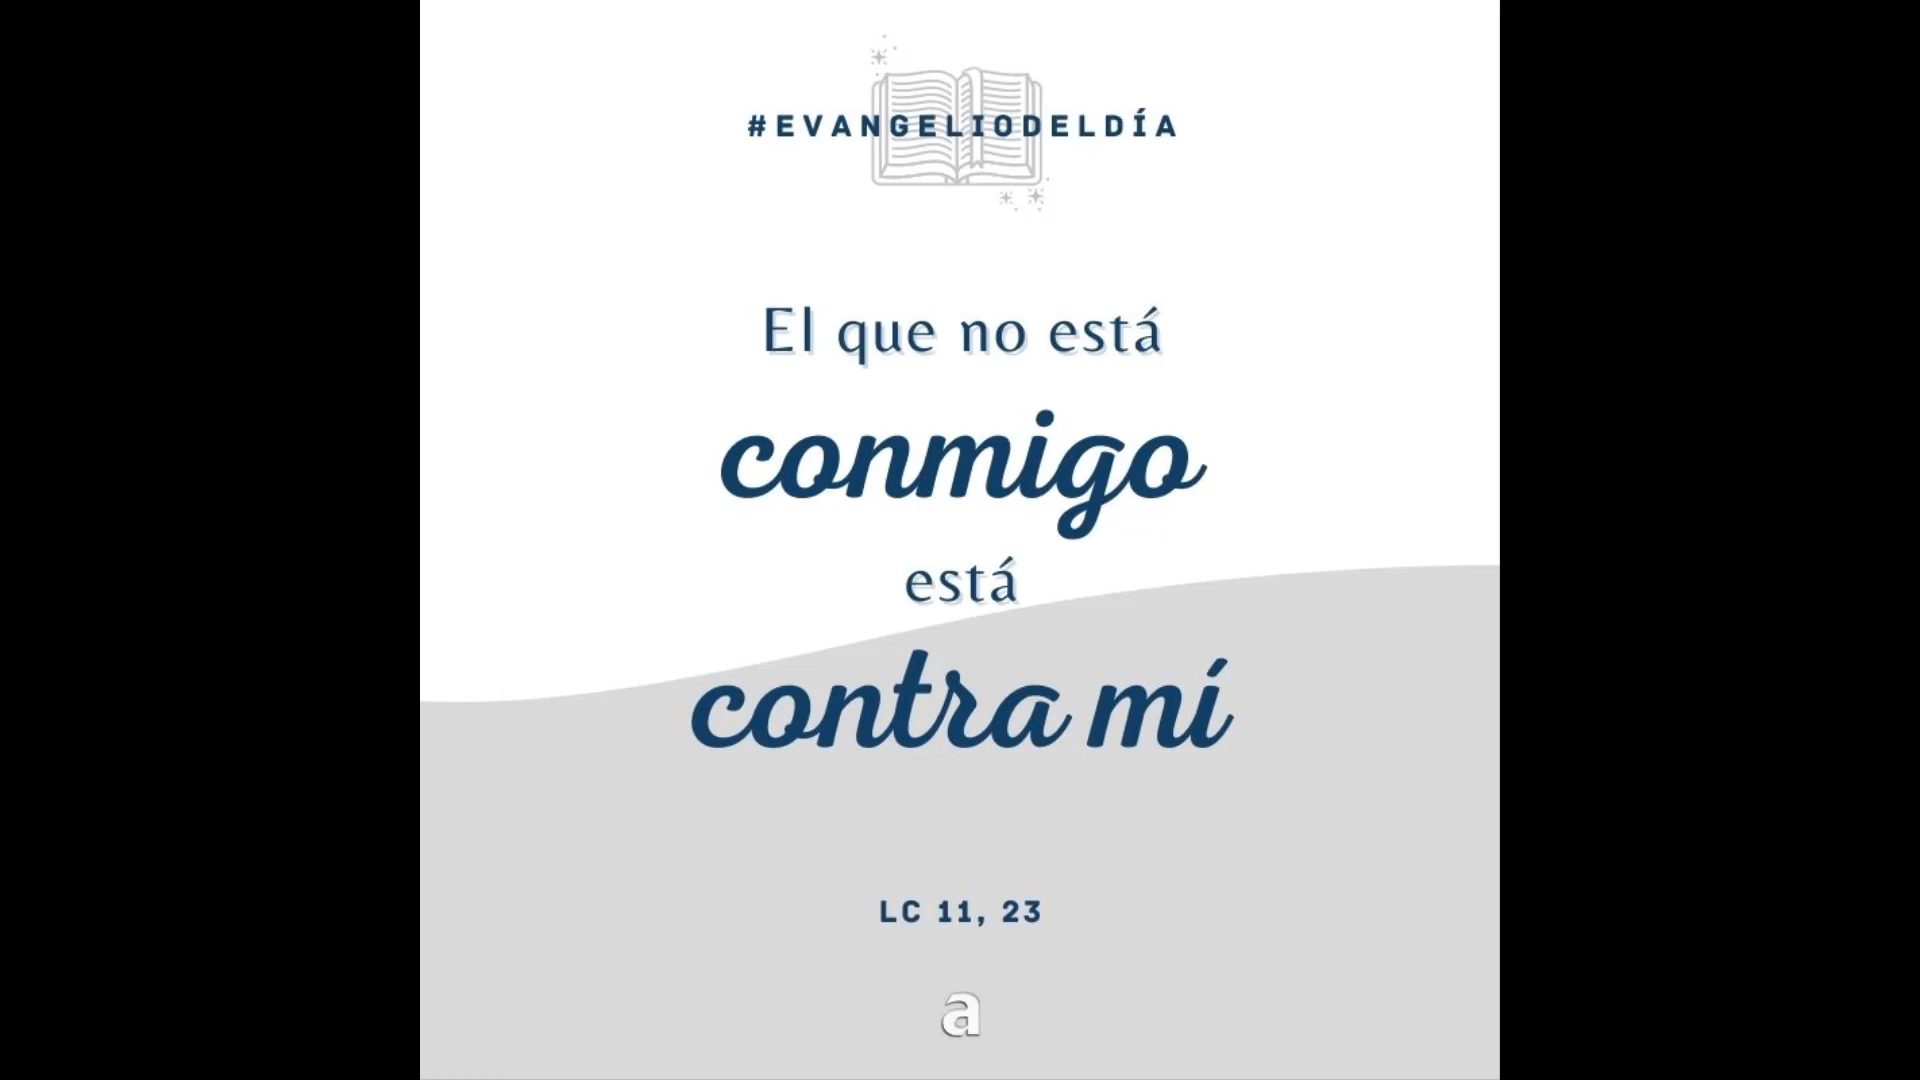 #EVANGELIODELDÍA
El que no está
conmigo
está
contra mí
LC 11, 23
a